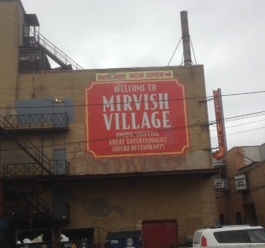 NOW OPEN
WELCOME TO
MIRVISH
VILLAGE
GREAT ENTERTAINMENT
SUPERB RESTAURANTS